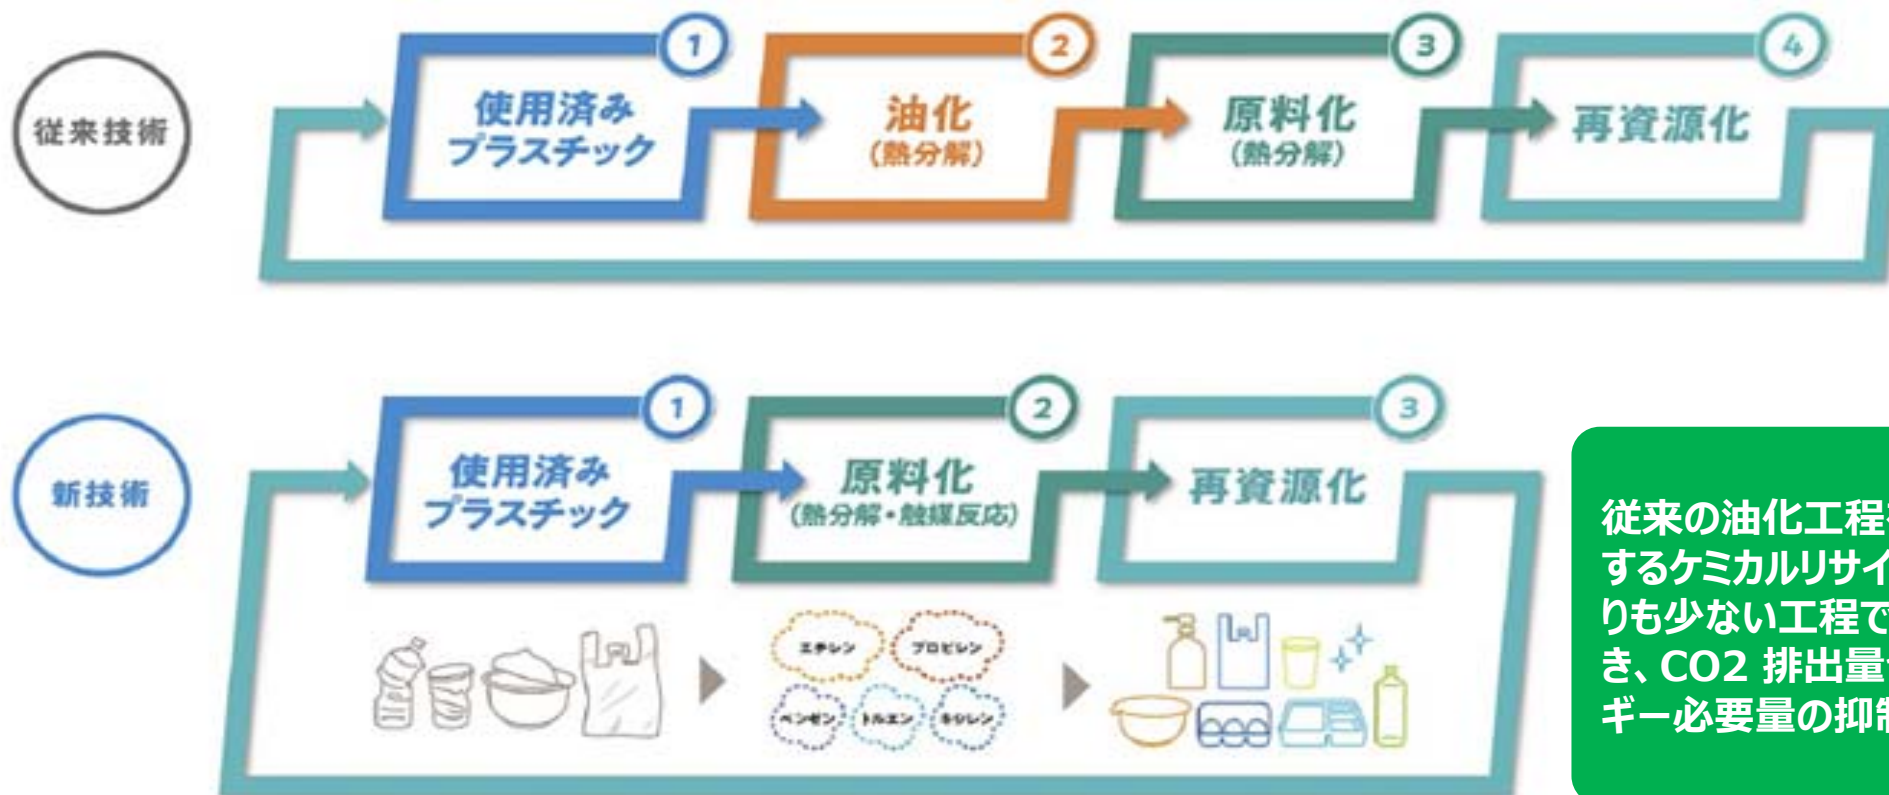 従来技術
1
使用済み
プラスチック
2
油化
(熱分解)
3
原料化
(熱分解)
4
再資源化
新技術
1
使用済み
プラスチック
2
原料化
(熱分解・触媒反応)
3
再資源化
エチレン
プロピレン
ベンゼン
トルエン
キシレン
従来の油化工程
するケミカルリサイ
りも少ない工程で
き、CO2 排出量
ギー必要量の抑